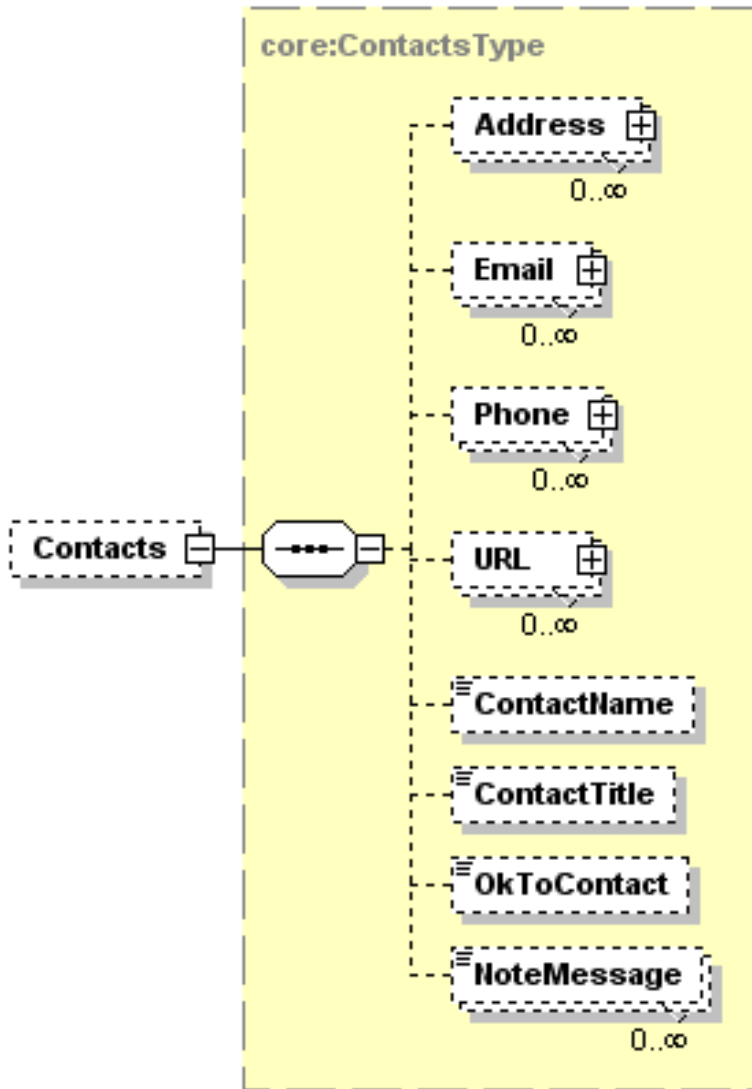 core:ContactsType
Address
0..∞
Email
0..∞
Phone
0..∞
URL
0..∞
Contacts
ContactName
ContactTitle
OkToContact
NoteMessage
0..∞